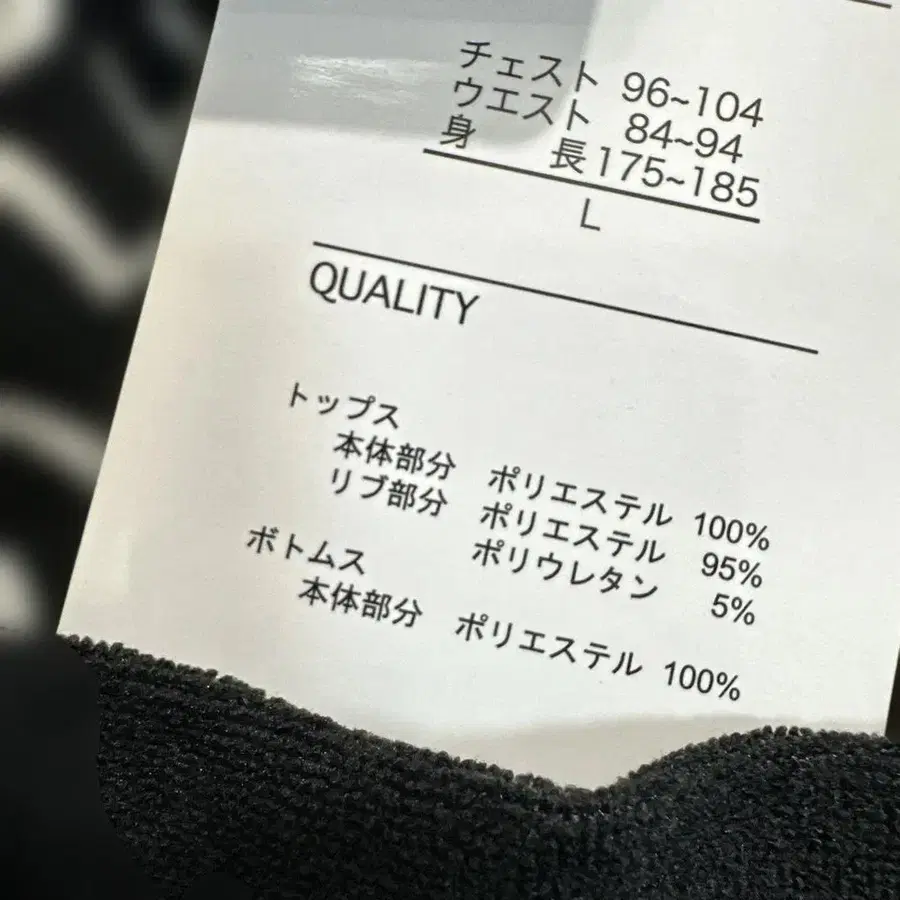 チェスト 96~104
ウエスト 84~94
身 長 175~185
L
QUALITY
トップス
本体部分 ポリエステル 100%
リブ部分 ポリエステル 95%
ポリウレタン 5%
ボトムス
本体部分 ポリエステル 100%